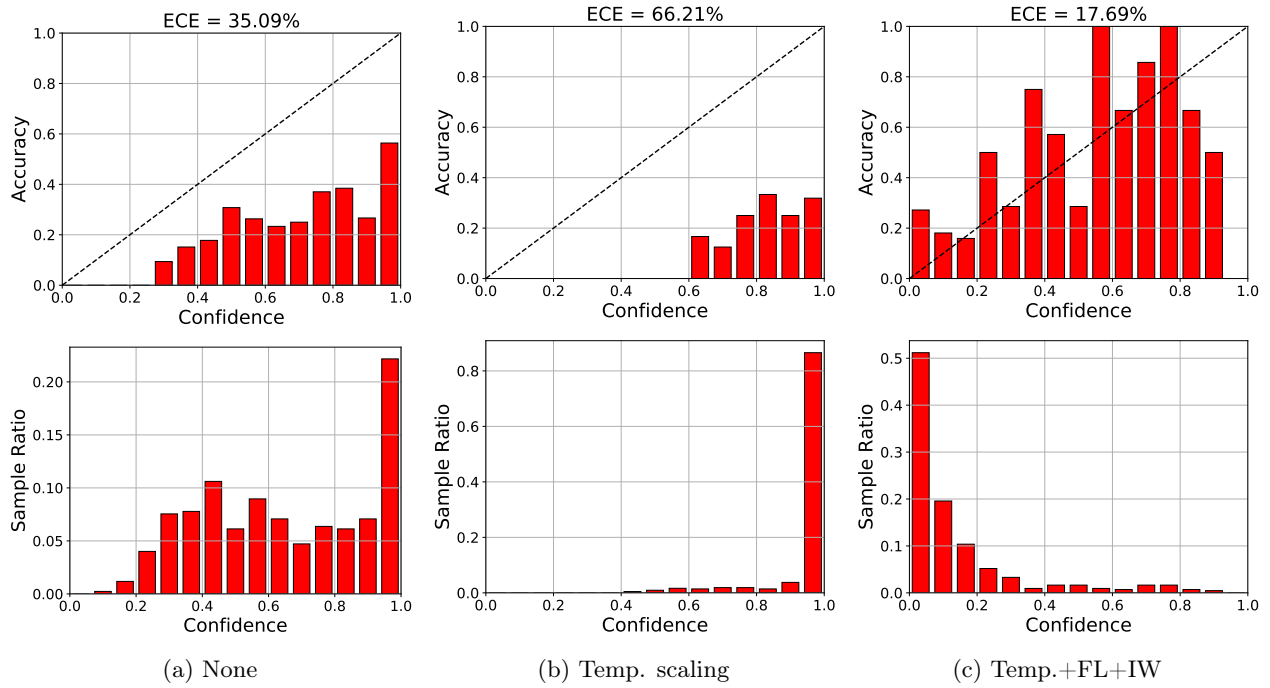 ECE = 35.09%
1.0
0.8
0.6
0.4
0.2
0.0
Accuracy
0.0 0.2 0.4 0.6 0.8 1.0
Confidence
0.20
0.15
0.10
0.05
0.00
Sample Ratio
0.0 0.2 0.4 0.6 0.8 1.0
Confidence
(a) None
ECE = 66.21%
1.0
0.8
0.6
0.4
0.2
0.0
Accuracy
0.0 0.2 0.4 0.6 0.8 1.0
Confidence
0.8
0.6
0.4
0.2
0.0
Sample Ratio
0.0 0.2 0.4 0.6 0.8 1.0
Confidence
(b) Temp. scaling
ECE = 17.69%
1.0
0.8
0.6
0.4
0.2
0.0
Accuracy
0.0 0.2 0.4 0.6 0.8 1.0
Confidence
0.5
0.4
0.3
0.2
0.1
0.0
Sample Ratio
0.0 0.2 0.4 0.6 0.8 1.0
Confidence
(c) Temp.+FL+IW